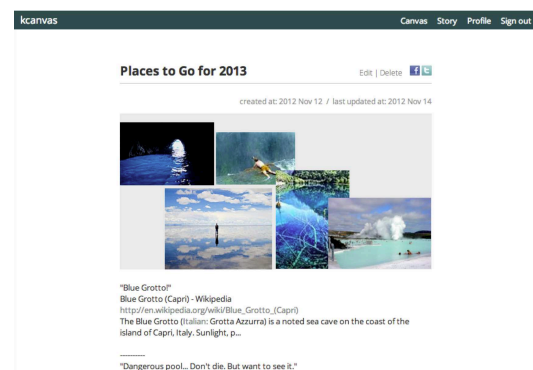 kcanvas
Canvas Story Profile Sign out
Places to Go for 2013
Edit | Delete
created at: 2012 Nov 12 / last updated at: 2012 Nov 14
"Blue Grotto!"
Blue Grotto (Capri) - Wikipedia
http://en.wikipedia.org/wiki/Blue_Grotto_(Capri)
The Blue Grotto (Italian: Grotta Azzurra) is a noted sea cave on the coast of the
island of Capri, Italy. Sunlight, p...
----------
"Dangerous pool... Don't die. But want to see it."